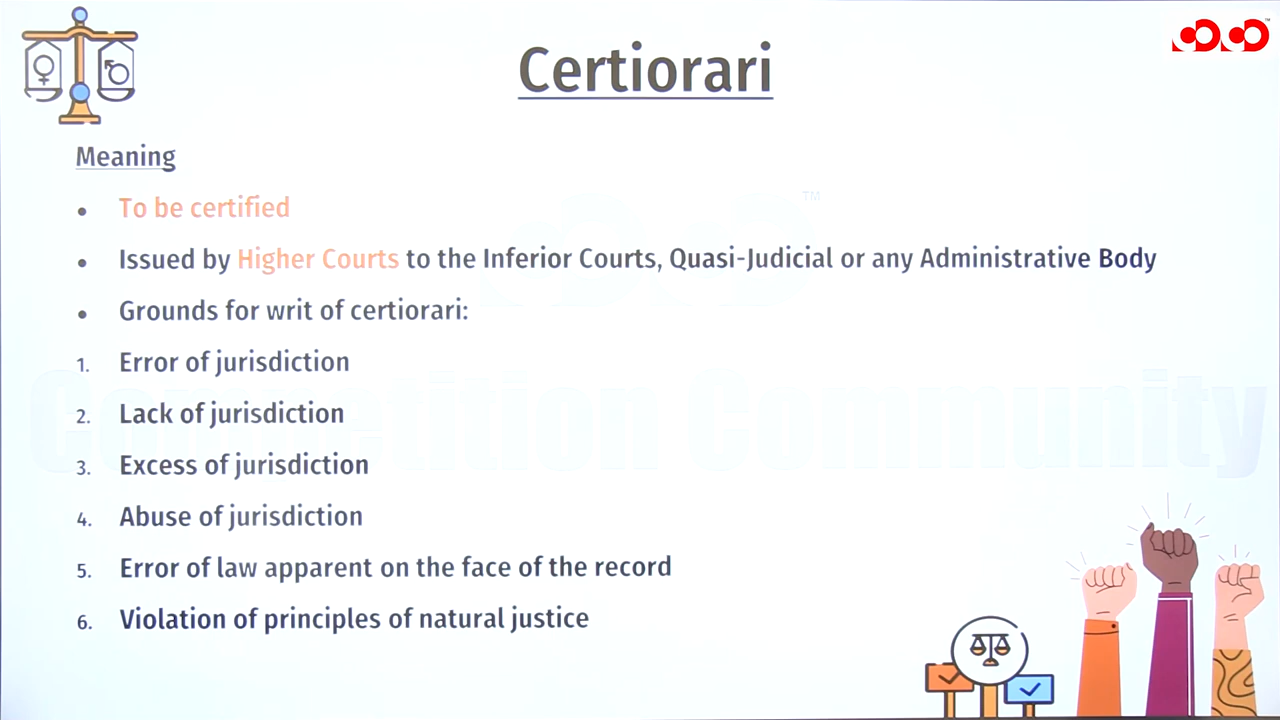 Certiorari
Meaning
• To be certified
• Issued by Higher Courts to the Inferior Courts, Quasi-Judicial or any Administrative Body
• Grounds for writ of certiorari:
1. Error of jurisdiction
2. Lack of jurisdiction
3. Excess of jurisdiction
4. Abuse of jurisdiction
5. Error of law apparent on the face of the record
6. Violation of principles of natural justice
Competition Community
TM
TM